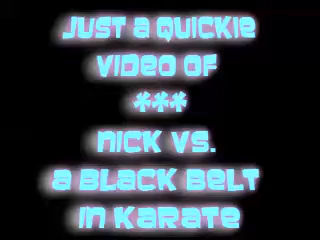 Just a Quickie
Video of
***
Nick vs.
a Black Belt
in Karate